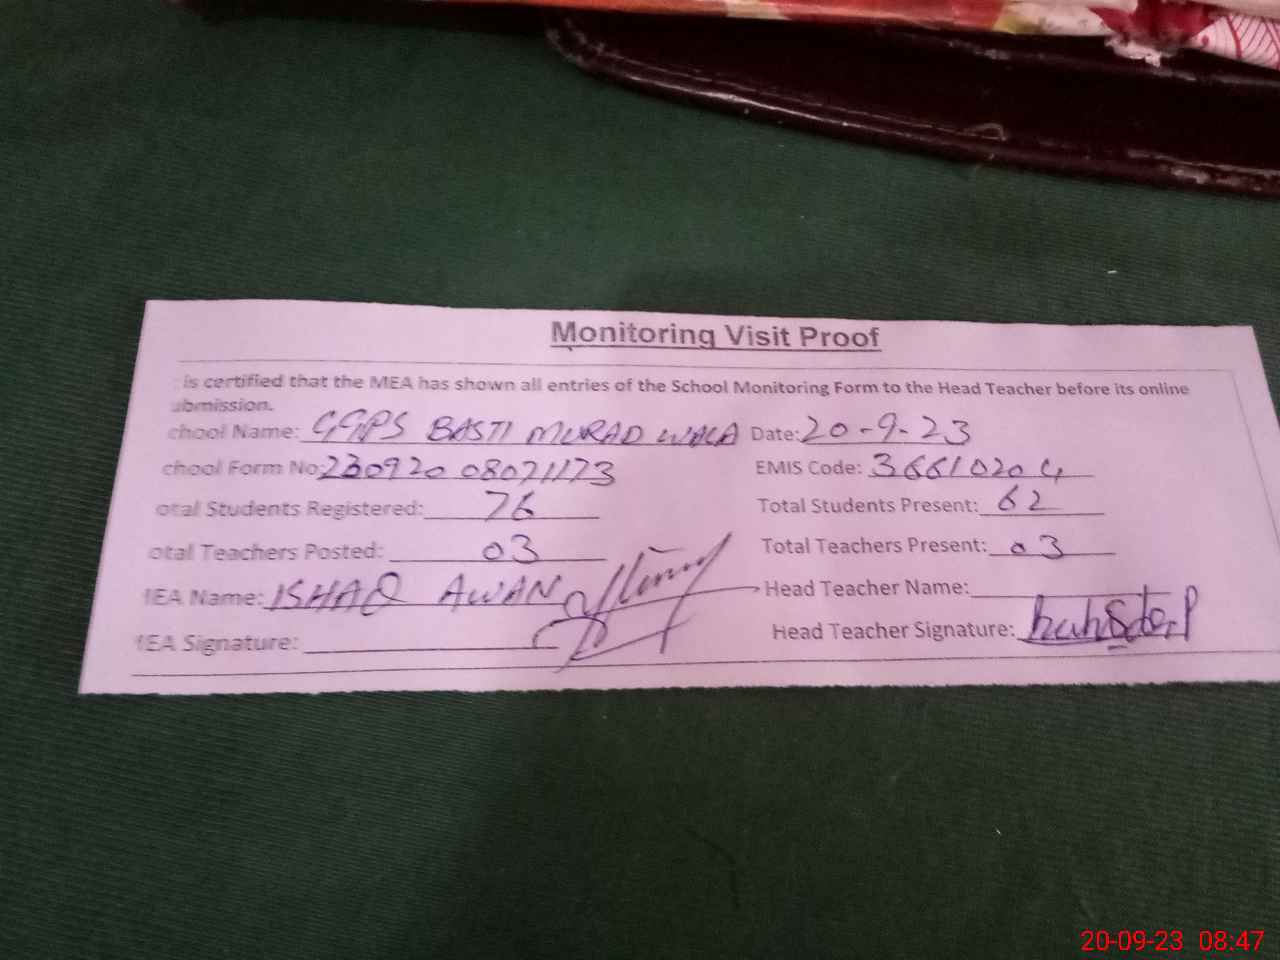 Monitoring Visit Proof
is certified that the MEA has shown all entries of the School Monitoring Form to the Head Teacher before its online
ubmission.
chool Name: GGPS BASTI MURAD WALA Date: 20-9-23
chool Form No: 230920 08071173 EMIS Code: 36610204
otal Students Registered: 76 Total Students Present: 62
otal Teachers Posted: 03 Total Teachers Present: 03
MEA Name: ISHAQ AWAN Head Teacher Name:
MEA Signature: Head Teacher Signature:
20-09-23 08:47